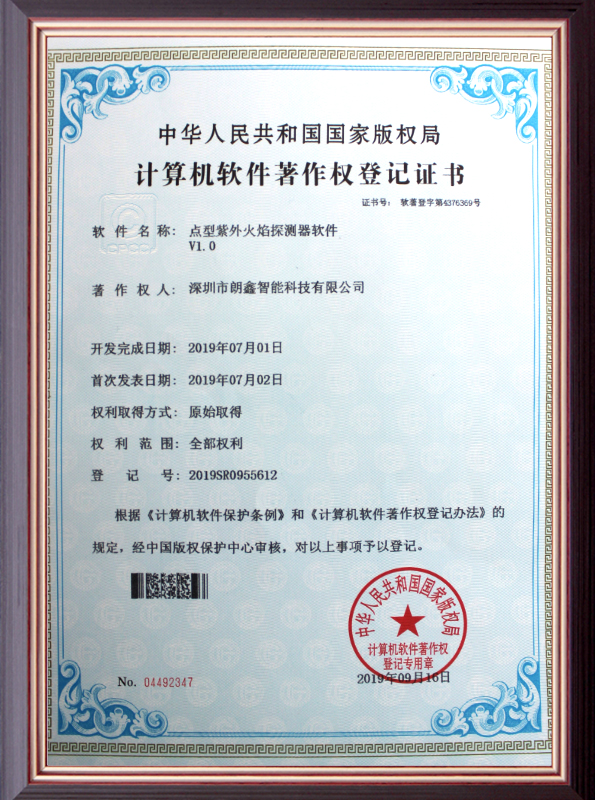 中华人民共和国国家版权局
计算机软件著作权登记证书
证书号： 软著登字第4376369号
软件名称： 点型紫外火焰探测器软件
V1.0
著作权人： 深圳市朗鑫智能科技有限公司
开发完成日期： 2019年07月01日
首次发表日期： 2019年07月02日
权利取得方式： 原始取得
权利范围： 全部权利
登记号： 2019SR0955612
根据《计算机软件保护条例》和《计算机软件著作权登记办法》的
规定，经中国版权保护中心审核，对以上事项予以登记。
中华人民共和国国家版权局
计算机软件著作权
登记专用章
No. 04492347
2019年09月16日